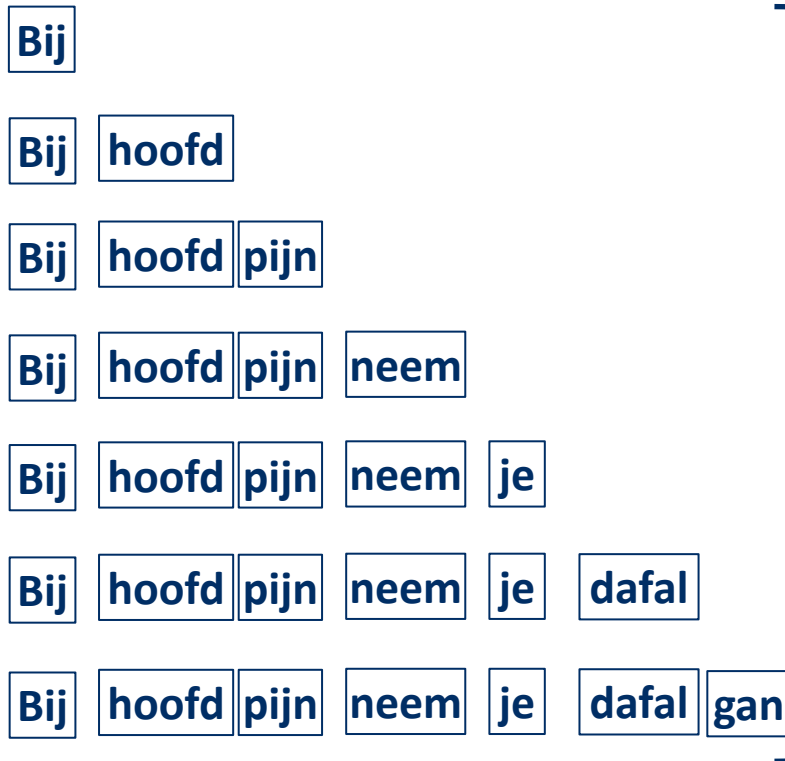 Bij
Bij hoofd
Bij hoofd pijn
Bij hoofd pijn neem
Bij hoofd pijn neem je
Bij hoofd pijn neem je dafal
Bij hoofd pijn neem je dafal gan